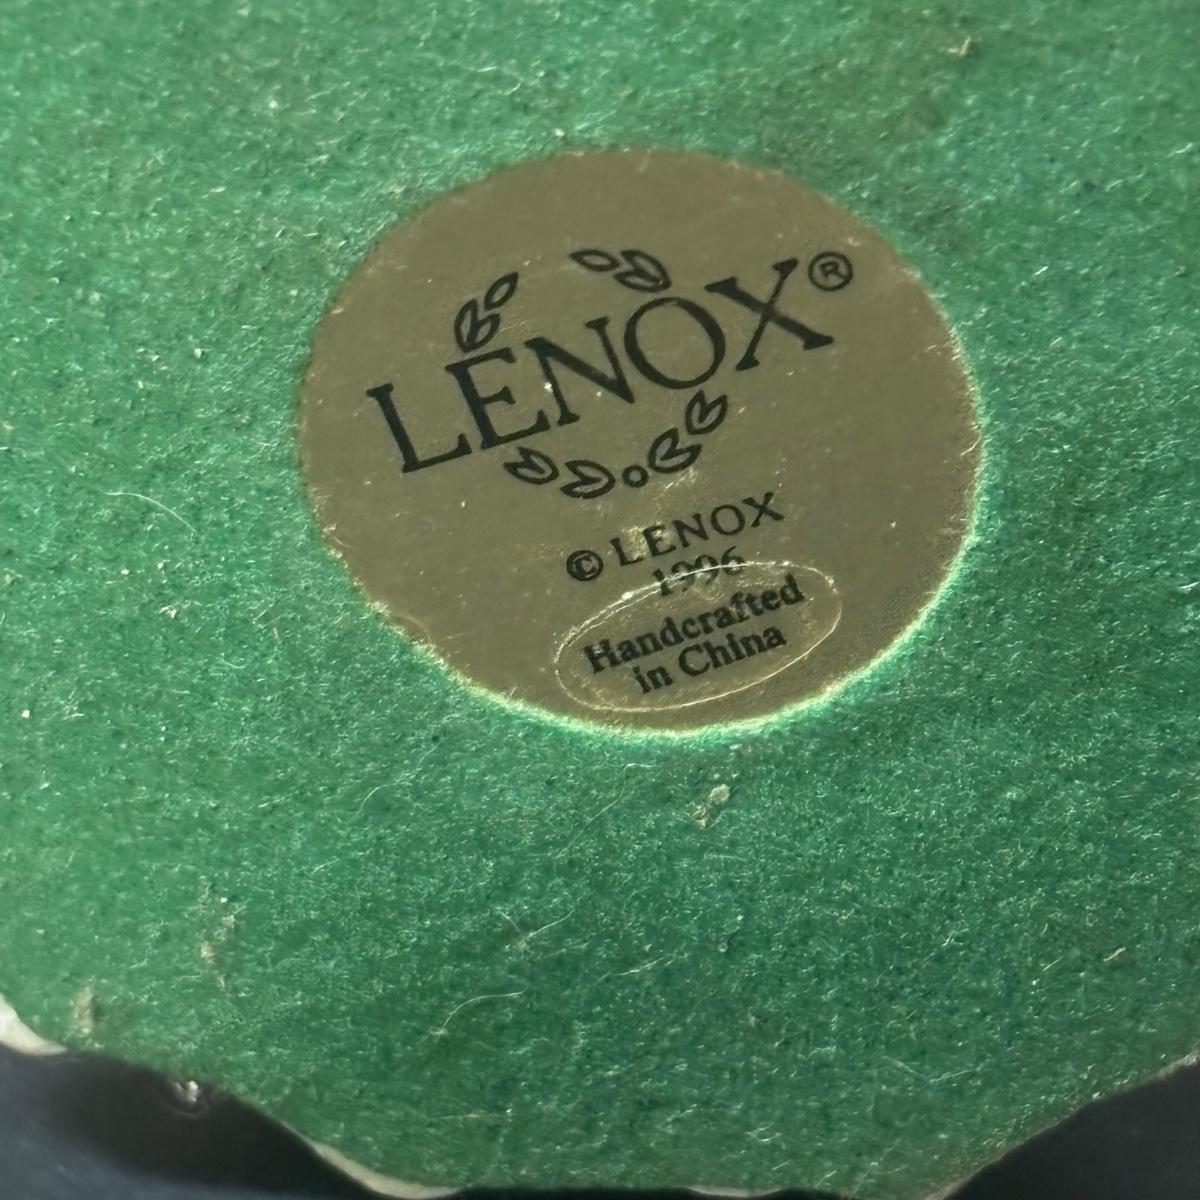 LENOX®
© LENOX
1996
Handcrafted
in China